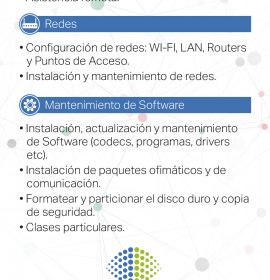 Asistencia remota.
Redes
• Configuración de redes: WI-FI, LAN, Routers
y Puntos de Acceso.
• Instalación y mantenimiento de redes.
Mantenimiento de Software
• Instalación, actualización y mantenimiento
de Software (codecs, programas, drivers
etc).
• Instalación de paquetes ofimáticos y de
comunicación.
• Formatear y particionar el disco duro y copia
de seguridad.
• Clases particulares.